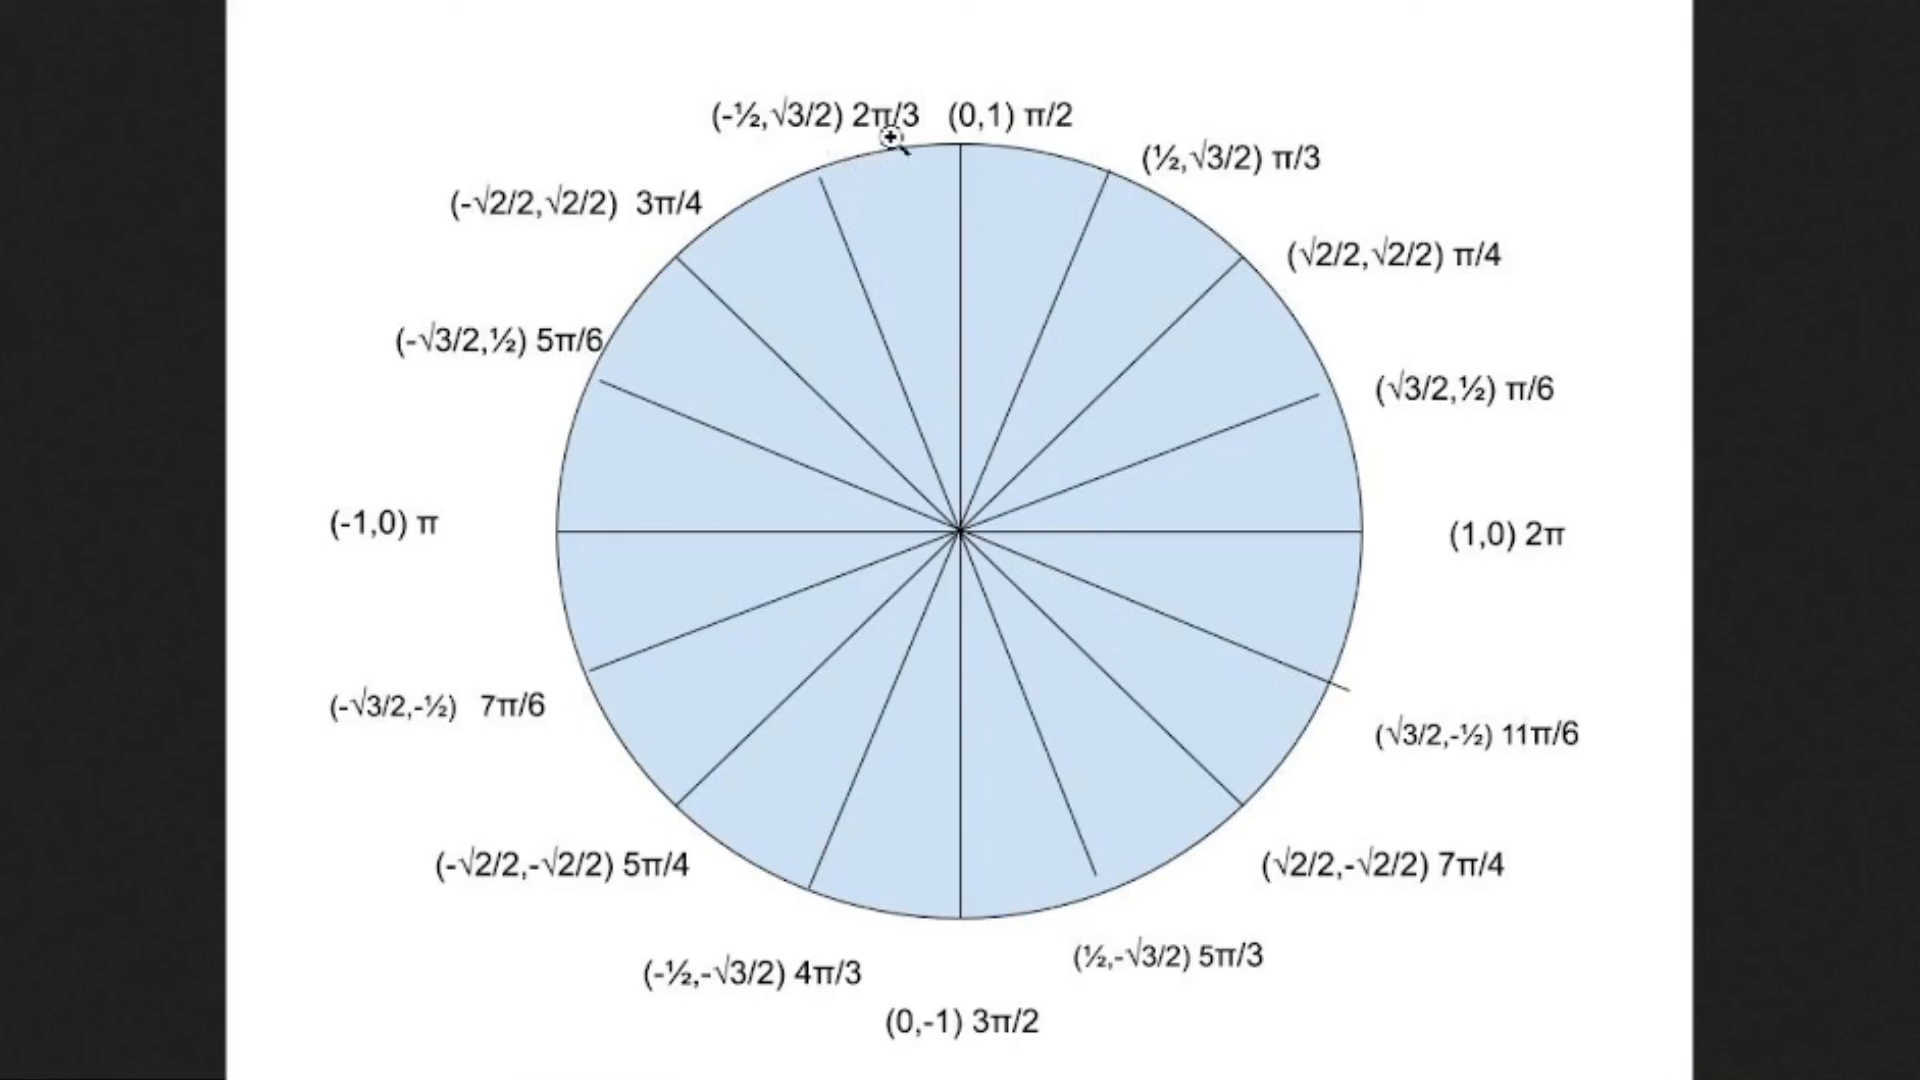 (-½,√3/2) 2π/3
(0,1) π/2
(½,√3/2) π/3
(-√2/2,√2/2) 3π/4
(√2/2,√2/2) π/4
(-√3/2,½) 5π/6
(√3/2,½) π/6
(-1,0) π
(1,0) 2π
(-√3/2,-½) 7π/6
(√3/2,-½) 11π/6
(-√2/2,-√2/2) 5π/4
(√2/2,-√2/2) 7π/4
(½,-√3/2) 5π/3
(-½,-√3/2) 4π/3
(0,-1) 3π/2